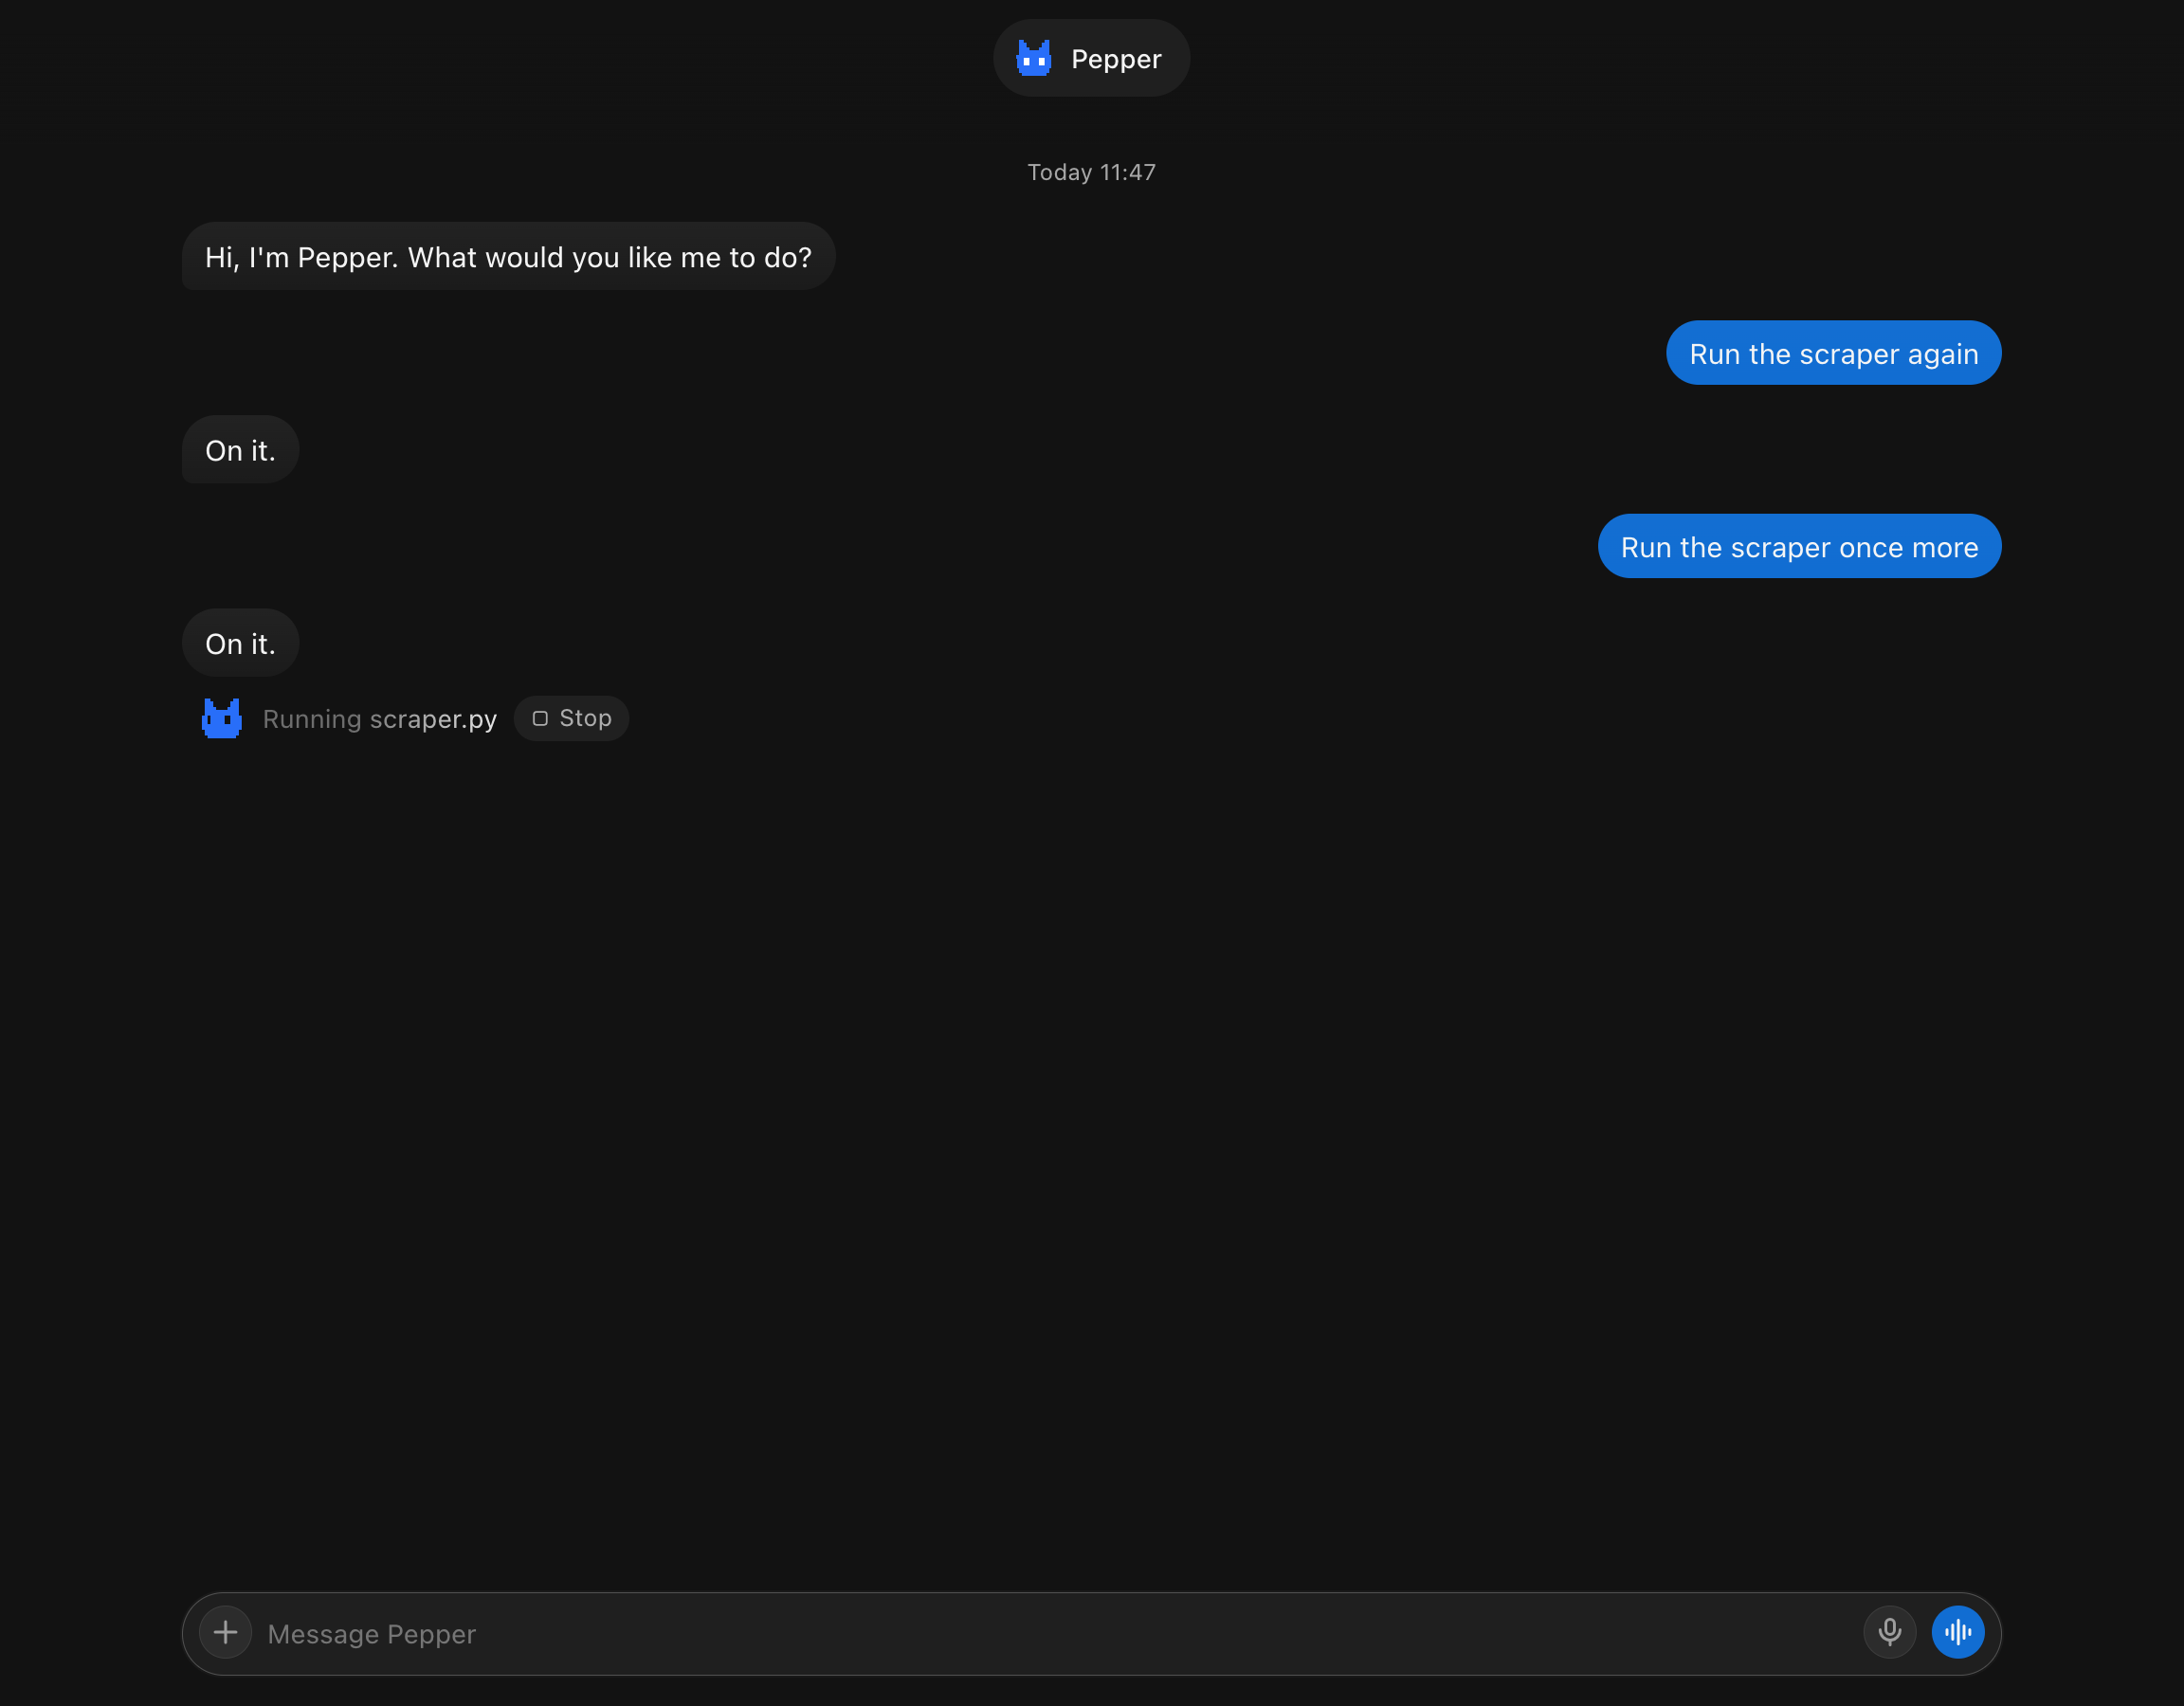 Pepper
Today 11:47
Hi, I'm Pepper. What would you like me to do?
Run the scraper again
On it.
Run the scraper once more
On it.
Running scraper.py Stop
Message Pepper